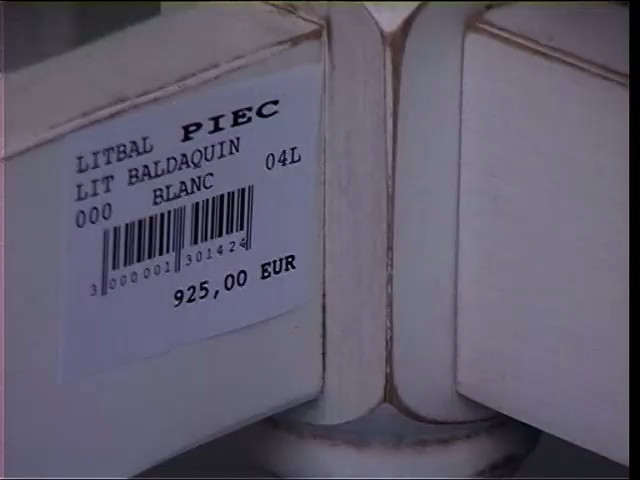 LITBAL PIEC
LIT BALDAQUIN
000 BLANC 04L
3 000001 301424
925,00 EUR